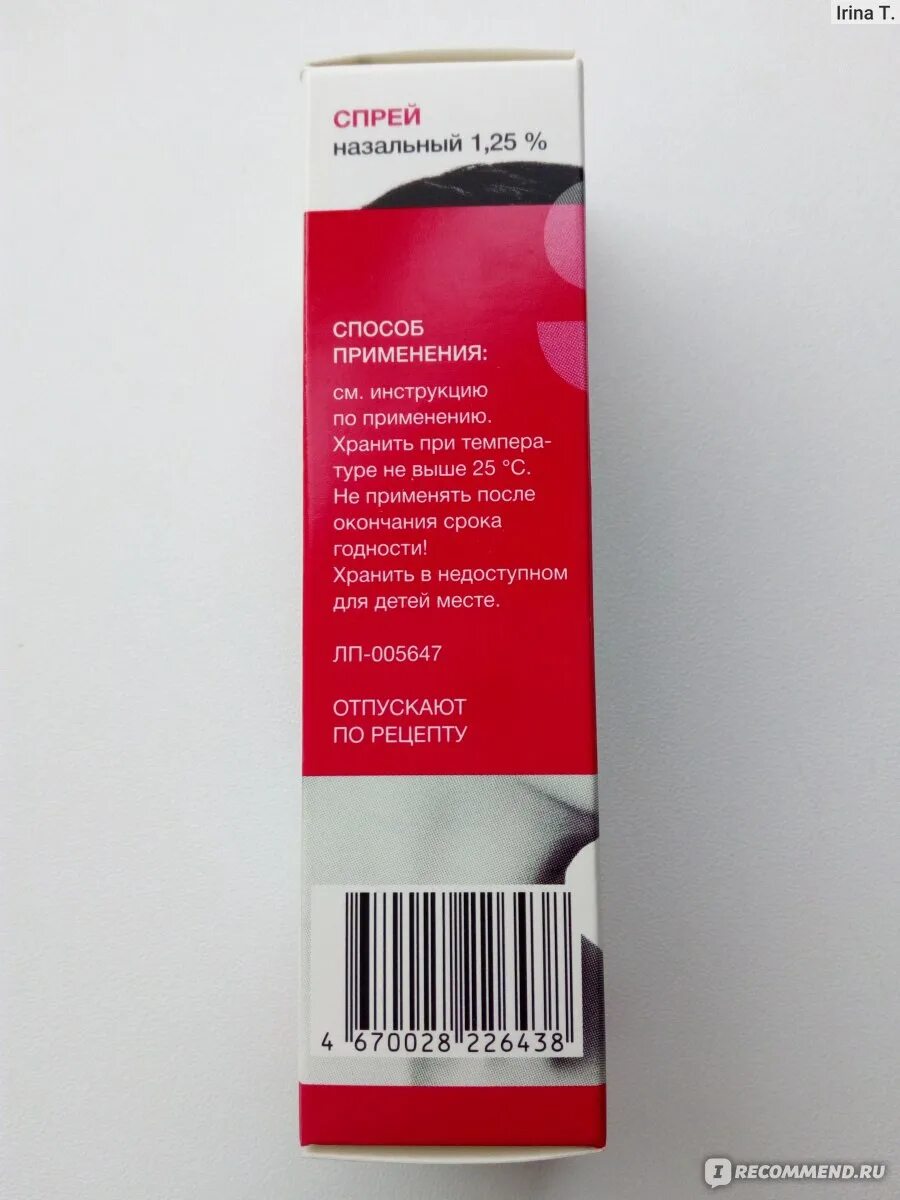 Irina T.
СПРЕЙ
назальный 1,25 %
СПОСОБ
ПРИМЕНЕНИЯ:
см. инструкцию
по применению.
Хранить при темпера-
туре не выше 25 °С.
Не применять после
окончания срока
годности!
Хранить в недоступном
для детей месте.
ЛП-005647
ОТПУСКАЮТ
ПО РЕЦЕПТУ
4 670028 226438
IRECOMMEND.RU